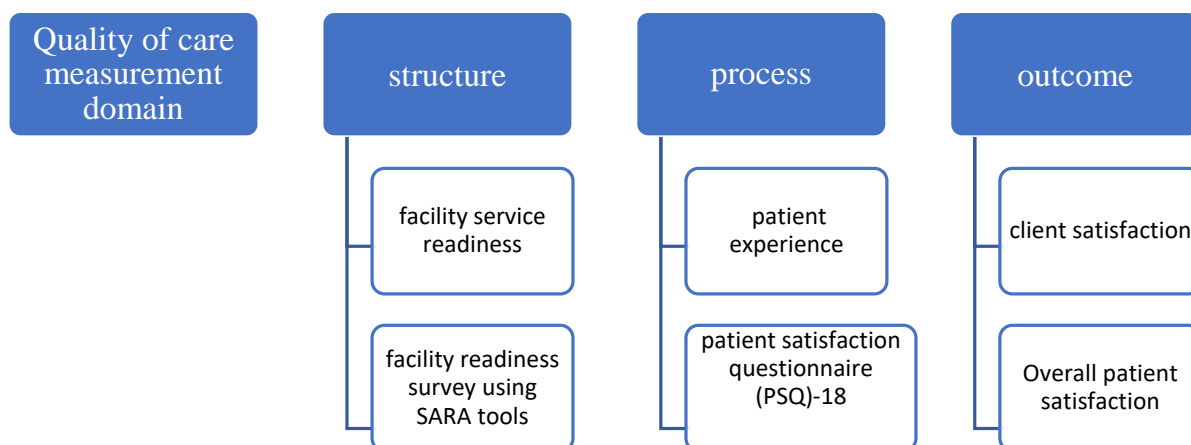 Quality of care
measurement
domain
structure
facility service
readiness
facility readiness
survey using
SARA tools
process
patient
experience
patient satisfaction
questionnaire
(PSQ)-18
outcome
client satisfaction
Overall patient
satisfaction